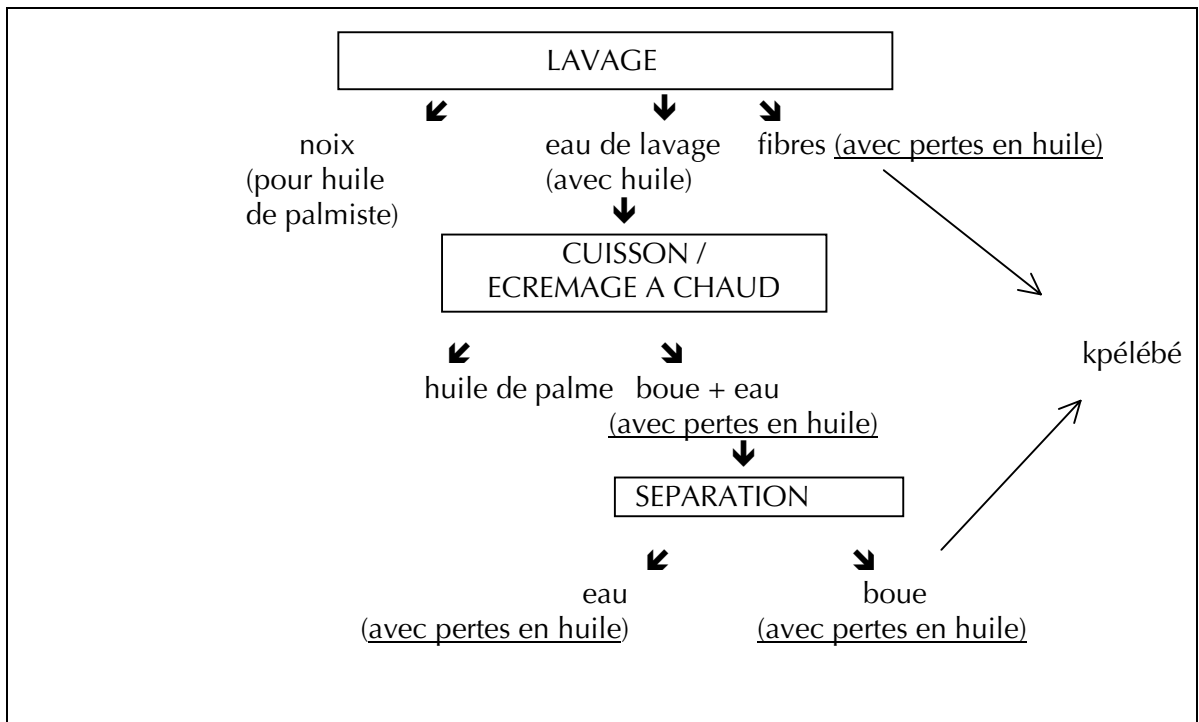 LAVAGE
noix
(pour huile
de palmiste)
eau de lavage
(avec huile)
fibres (avec pertes en huile)
CUISSON /
ECREMAGE A CHAUD
kpélébé
huile de palme
boue + eau
(avec pertes en huile)
SEPARATION
eau
(avec pertes en huile)
boue
(avec pertes en huile)